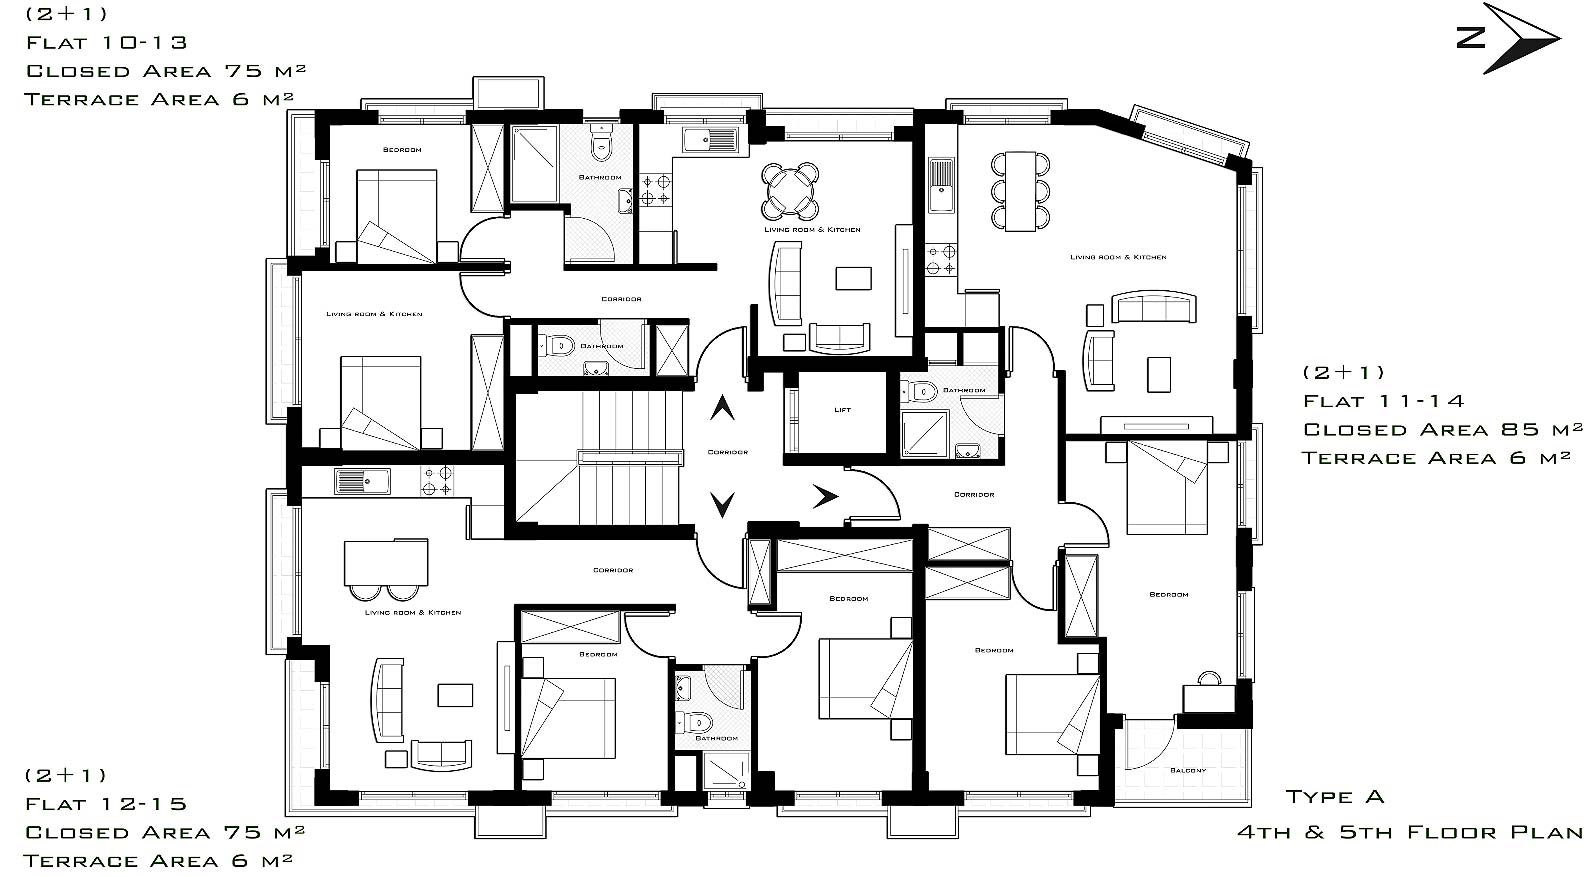 (2+1)
Flat 10-13
Closed Area 75 m²
Terrace Area 6 m²
N
Bedroom
Bathroom
Living room & Kitchen
Living room & Kitchen
Corridor
Living room & Kitchen
Bathroom
Bathroom
Lift
(2+1)
Flat 11-14
Closed Area 85 m²
Terrace Area 6 m²
Corridor
Corridor
Corridor
Living room & Kitchen
Bedroom
Bedroom
Bedroom
Bedroom
Bathroom
Balcony
(2+1)
Flat 12-15
Closed Area 75 m²
Terrace Area 6 m²
Type A
4th & 5th Floor Plan